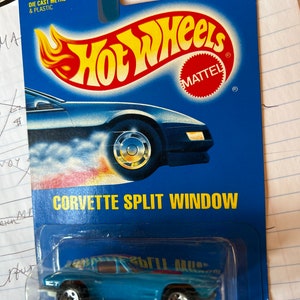 DIE CAST METAL
& PLASTIC
Hot Wheels
MATTEL
®
CORVETTE SPLIT WINDOW